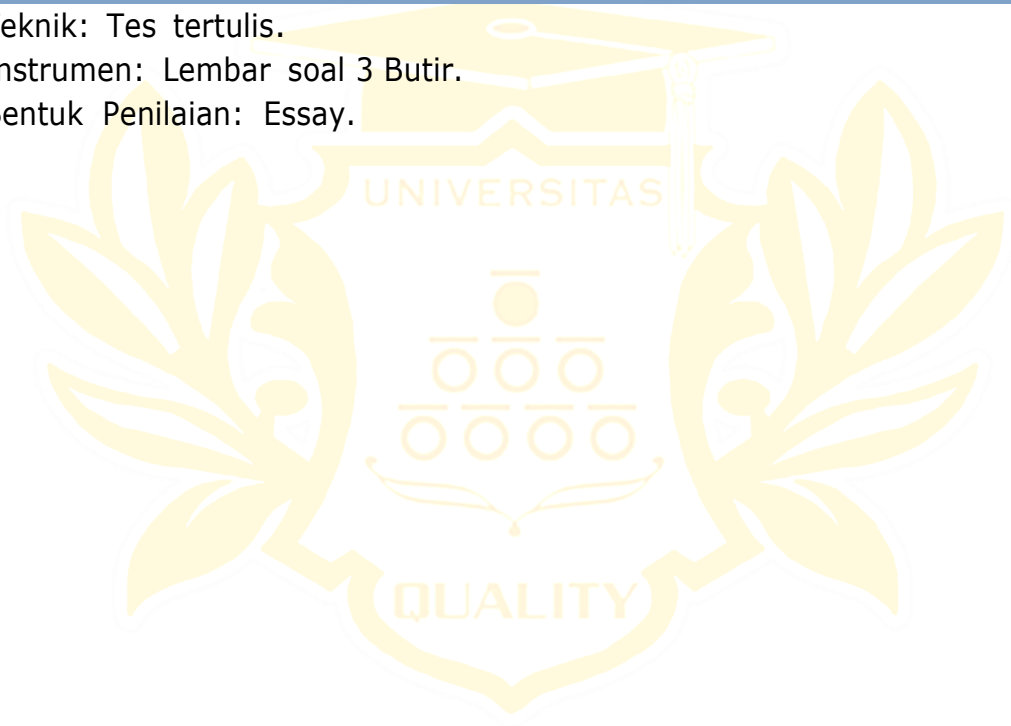 eknik: Tes tertulis.
nstrumen: Lembar soal 3 Butir.
entuk Penilaian: Essay.
UNIVERSITAS
QUALITY